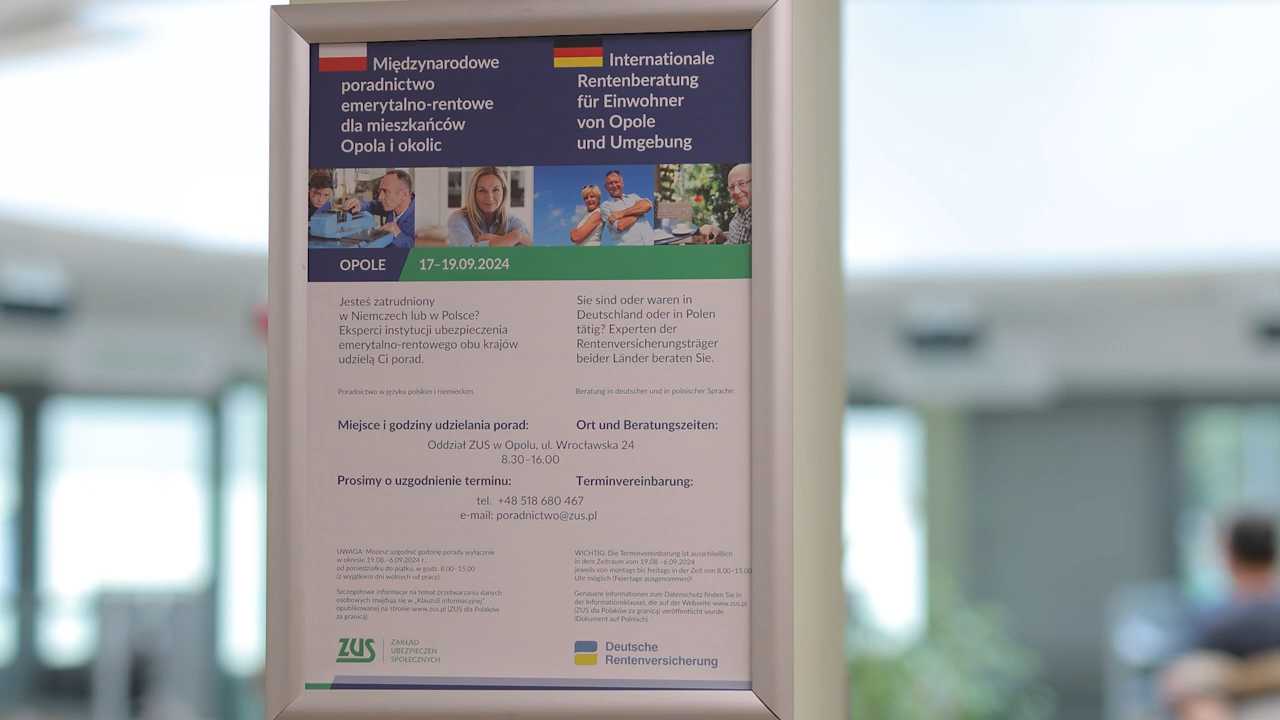 Międzynarodowe
poradnictwo
emerytalno-rentowe
dla mieszkańców
Opola i okolic
Internationale
Rentenberatung
für Einwohner
von Opole
und Umgebung
OPOLE
17–19.09.2024
Jesteś zatrudniony
w Niemczech lub w Polsce?
Eksperci instytucji ubezpieczenia
emerytalno-rentowego obu krajów
udzielą Ci porad.
Sie sind oder waren in
Deutschland oder in Polen
tätig? Experten der
Rentenversicherungsträger
beider Länder beraten Sie.
Poradnictwo w języku polskim i niemieckim.
Beratung in deutscher und in polnischer Sprache.
Miejsce i godziny udzielania porad:
Ort und Beratungszeiten:
Oddział ZUS w Opolu, ul. Wrocławska 24
8.30–16.00
Prosimy o uzgodnienie terminu:
Terminvereinbarung:
tel. +48 518 680 467
e-mail: poradnictwo@zus.pl
UWAGA: Możesz uzgodnić godzinę porady wyłącznie
w okresie 19.08.-6.09.2024 r.,
od poniedziałku do piątku, w godz. 8.00–15.00
(z wyjątkiem dni wolnych od pracy).
Szczegółowe informacje na temat przetwarzania danych
osobowych znajdują się w „Klauzuli informacyjnej"
opublikowanej na stronie www.zus.pl (ZUS dla Polaków
za granicą).
WICHTIG: Die Terminvereinbarung ist ausschließlich
in dem Zeitraum vom 19.08.-6.09.2024
jeweils von montags bis freitags in der Zeit von 8.00–15.00
Uhr möglich (Feiertage ausgenommen)!
Genauere Informationen zum Datenschutz finden Sie in
der Informationsklausel, die auf der Webseite www.zus.pl
(ZUS dla Polaków za granicą) veröffentlicht wurde
(Dokument auf Polnisch).
ZUS
ZAKŁAD
UBEZPIECZEŃ
SPOŁECZNYCH
Deutsche
Rentenversicherung